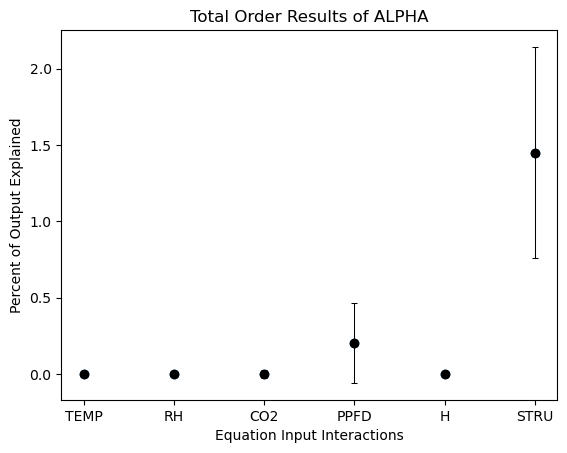 Total Order Results of ALPHA
Percent of Output Explained
2.0
1.5
1.0
0.5
0.0
TEMP RH CO2 PPFD H STRU
Equation Input Interactions